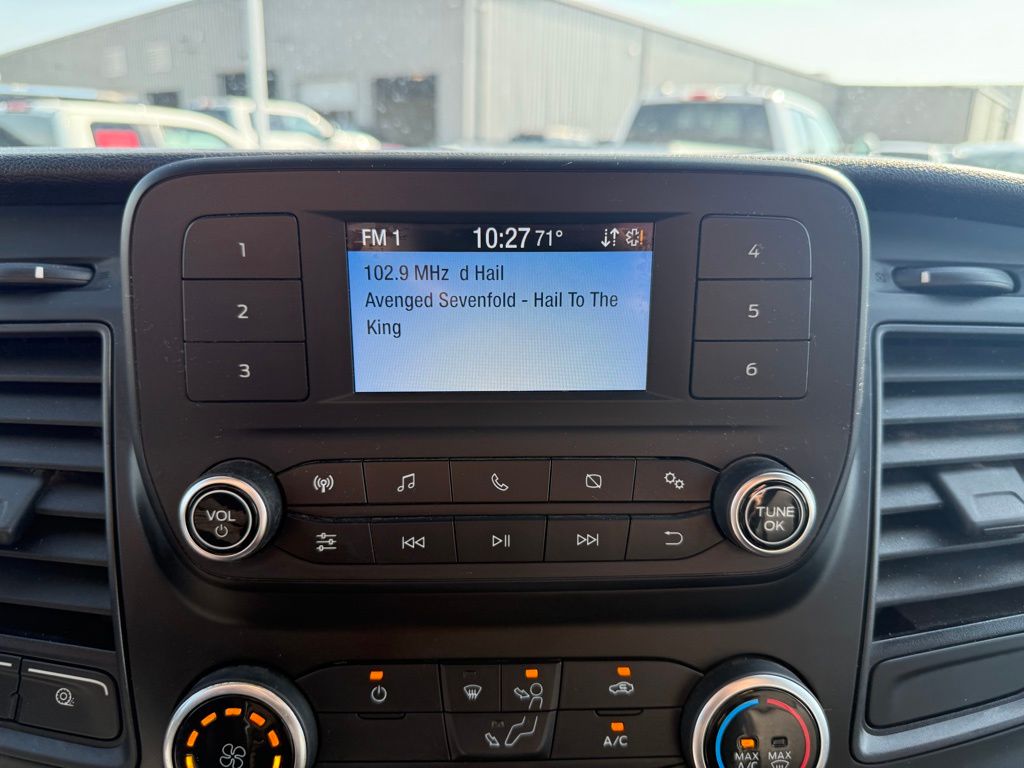 FM 1 10:27 71°
102.9 MHz d Hail
Avenged Sevenfold - Hail To The
King
1
2
3
4
5
6
VOL
TUNE
OK
A/C
MAX
A/C
MAX